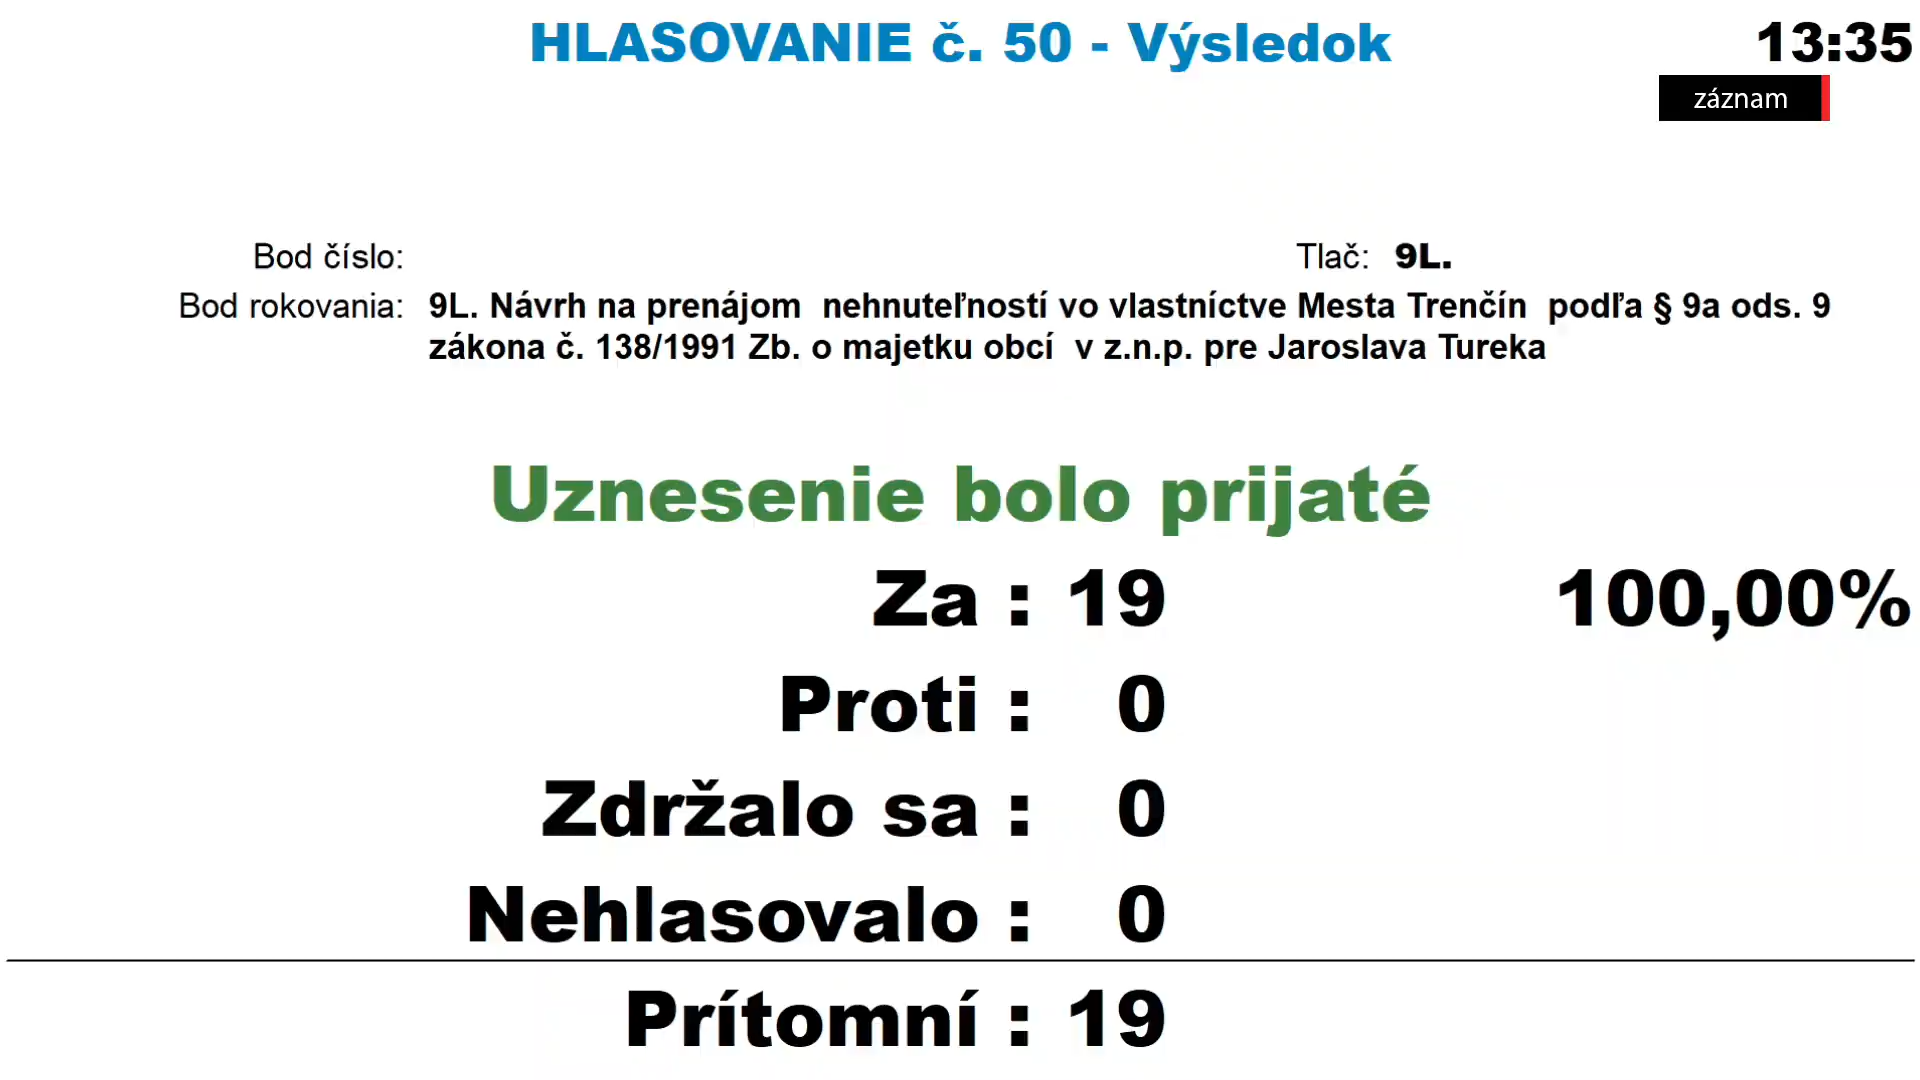 HLASOVANIE č. 50 - Výsledok
13:35
záznam
Bod číslo:
Tlač: 9L.
Bod rokovania: 9L. Návrh na prenájom nehnuteľností vo vlastníctve Mesta Trenčín podľa § 9a ods. 9
zákona č. 138/1991 Zb. o majetku obcí v z.n.p. pre Jaroslava Tureka
Uznesenie bolo prijaté
Za : 19 100,00%
Proti : 0
Zdržalo sa : 0
Nehlasovalo : 0
Prítomní : 19